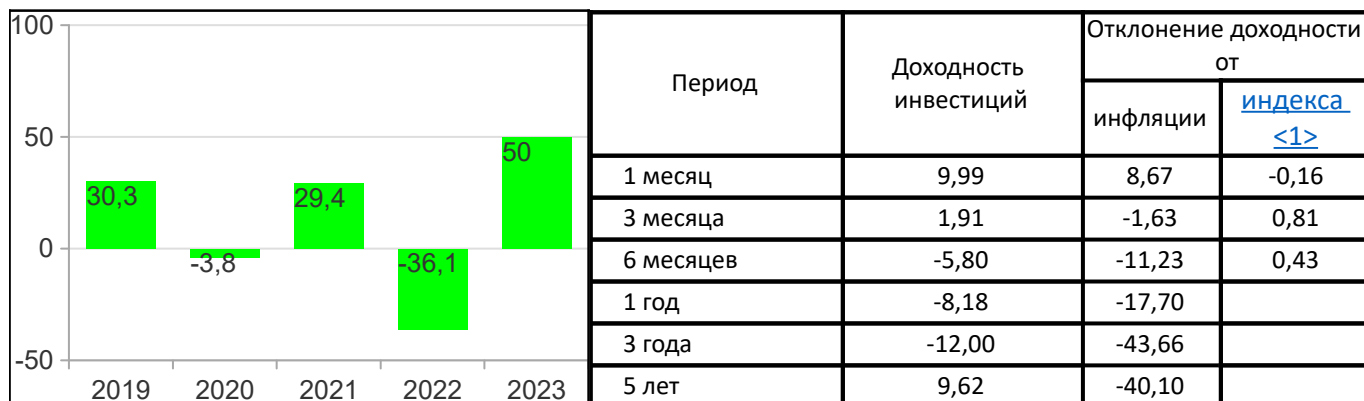 100
50
0
-50
30,3
-3,8
29,4
-36,1
50
2019 2020 2021 2022 2023
Период
Доходность
инвестиций
Отклонение доходности
от
инфляции
индекса
<1>
1 месяц 9,99 8,67 -0,16
3 месяца 1,91 -1,63 0,81
6 месяцев -5,80 -11,23 0,43
1 год -8,18 -17,70
3 года -12,00 -43,66
5 лет 9,62 -40,10